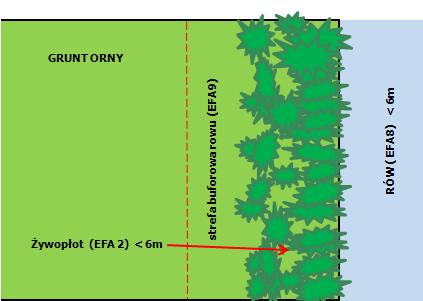 GRUNT ORNY
strefa buforowa rowu (EFA9)
RÓW ( EFA8) < 6m
Żywopłot (EFA 2) < 6m